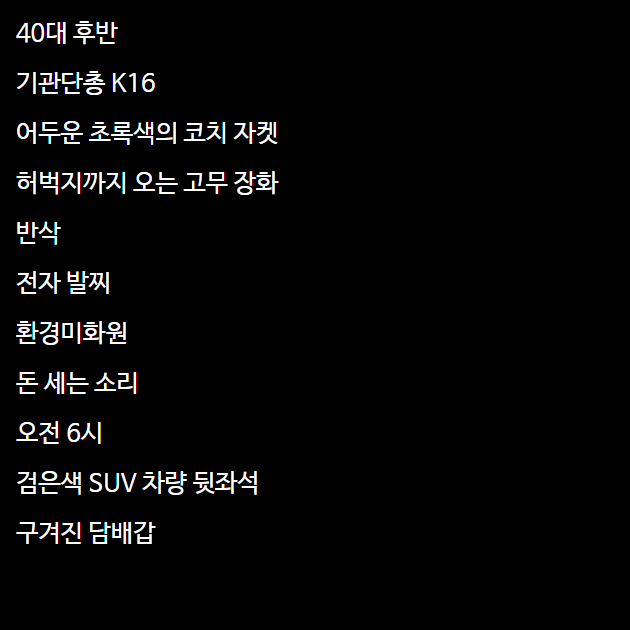 40대 후반
기관단총 K16
어두운 초록색의 코치 자켓
허벅지까지 오는 고무 장화
반삭
전자 발찌
환경미화원
돈 세는 소리
오전 6시
검은색 SUV 차량 뒷좌석
구겨진 담배갑